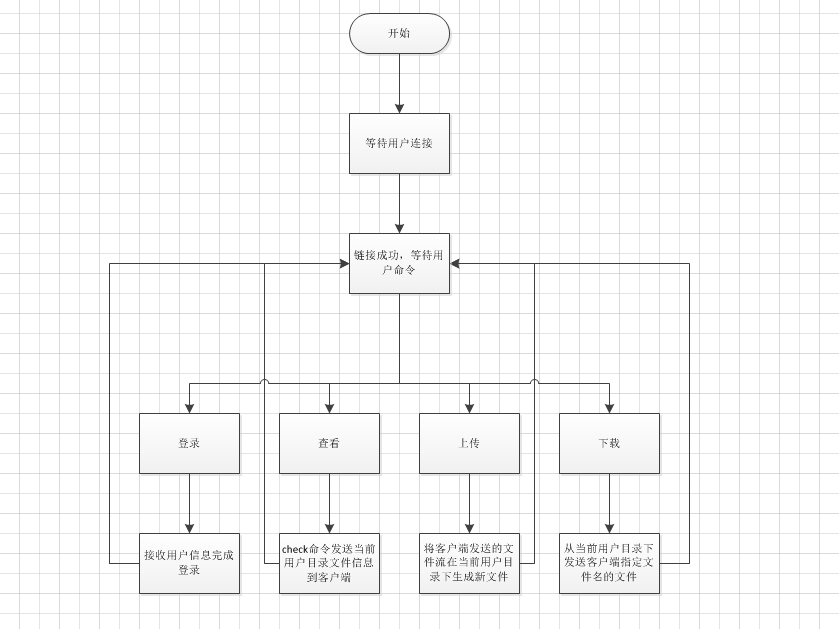 开始
等待用户连接
链接成功，等待用
户命令
登录
查看
上传
下载
接收用户信息完成
登录
check命令发送当前
用户目录文件信息
到客户端
将客户端发送的文
件流在当前用户目
录下生成新文件
从当前用户目录下
发送客户端指定文
件名的文件